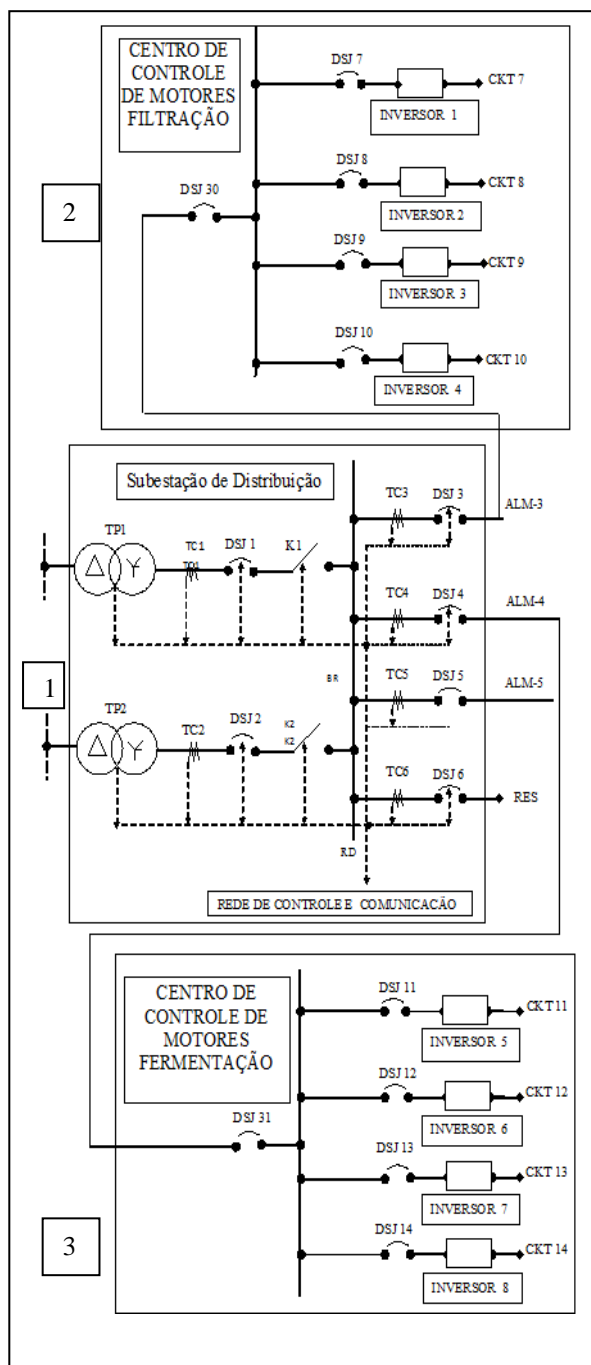 CENTRO DE
CONTROLE
DE MOTORES
FILTRAÇÃO
DSJ 7
CKT 7
INVERSOR 1
2
DSJ 30
DSJ 8
CKT 8
INVERSOR 2
DSJ 9
CKT 9
INVERSOR 3
DSJ 10
CKT 10
INVERSOR 4
Subestação de Distribuição
TC3
DSJ 3
ALM-3
TP1
TC1
DSJ 1
K1
TC4
DSJ 4
ALM-4
1
BR
TC5
DSJ 5
ALM-5
TP2
TC2
DSJ 2
K2
K2
TC6
DSJ 6
RES
RD
REDE DE CONTROLE E COMUNICACÃO
CENTRO DE
CONTROLE DE
MOTORES
FERMENTAÇÃO
DSJ 11
CKT 11
INVERSOR 5
DSJ 12
CKT 12
INVERSOR 6
DSJ 31
DSJ 13
CKT 13
INVERSOR 7
3
DSJ 14
CKT 14
INVERSOR 8